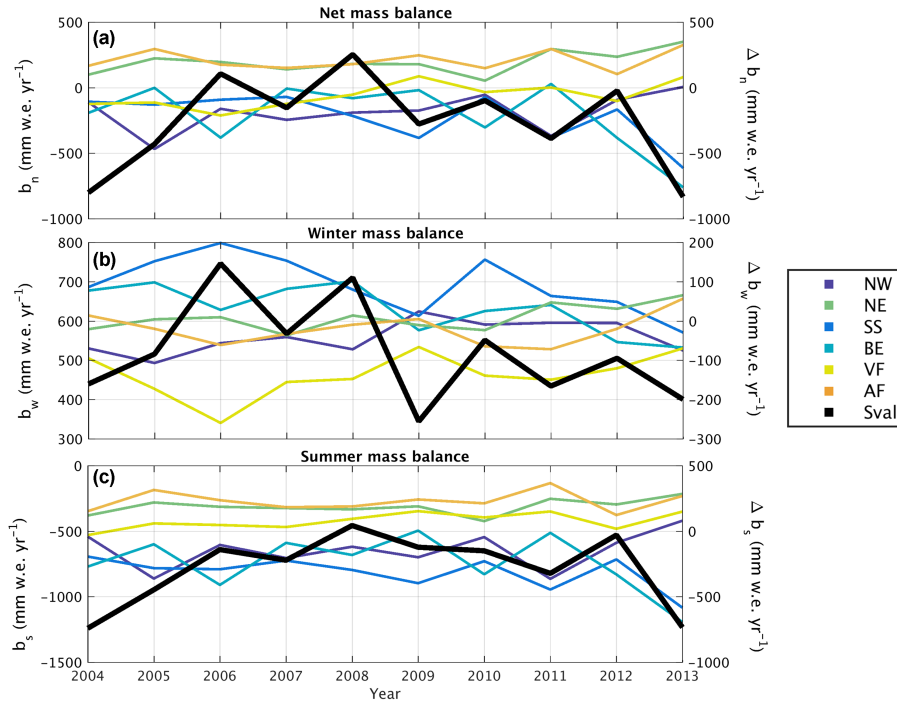 Net mass balance
(a)
500
0
−500
−1000
b_n (mm w.e. yr⁻¹)
500
0
−500
−1000
Δ b_n (mm w.e. yr⁻¹)
Winter mass balance
(b)
800
700
600
500
400
300
b_w (mm w.e. yr⁻¹)
200
100
0
−100
−200
−300
Δ b_w (mm w.e. yr⁻¹)
Summer mass balance
(c)
0
−500
−1000
−1500
b_s (mm w.e. yr⁻¹)
500
0
−500
−1000
Δ b_s (mm w.e. yr⁻¹)
2004 2005 2006 2007 2008 2009 2010 2011 2012 2013
Year
NW
NE
SS
BE
VF
AF
Sval